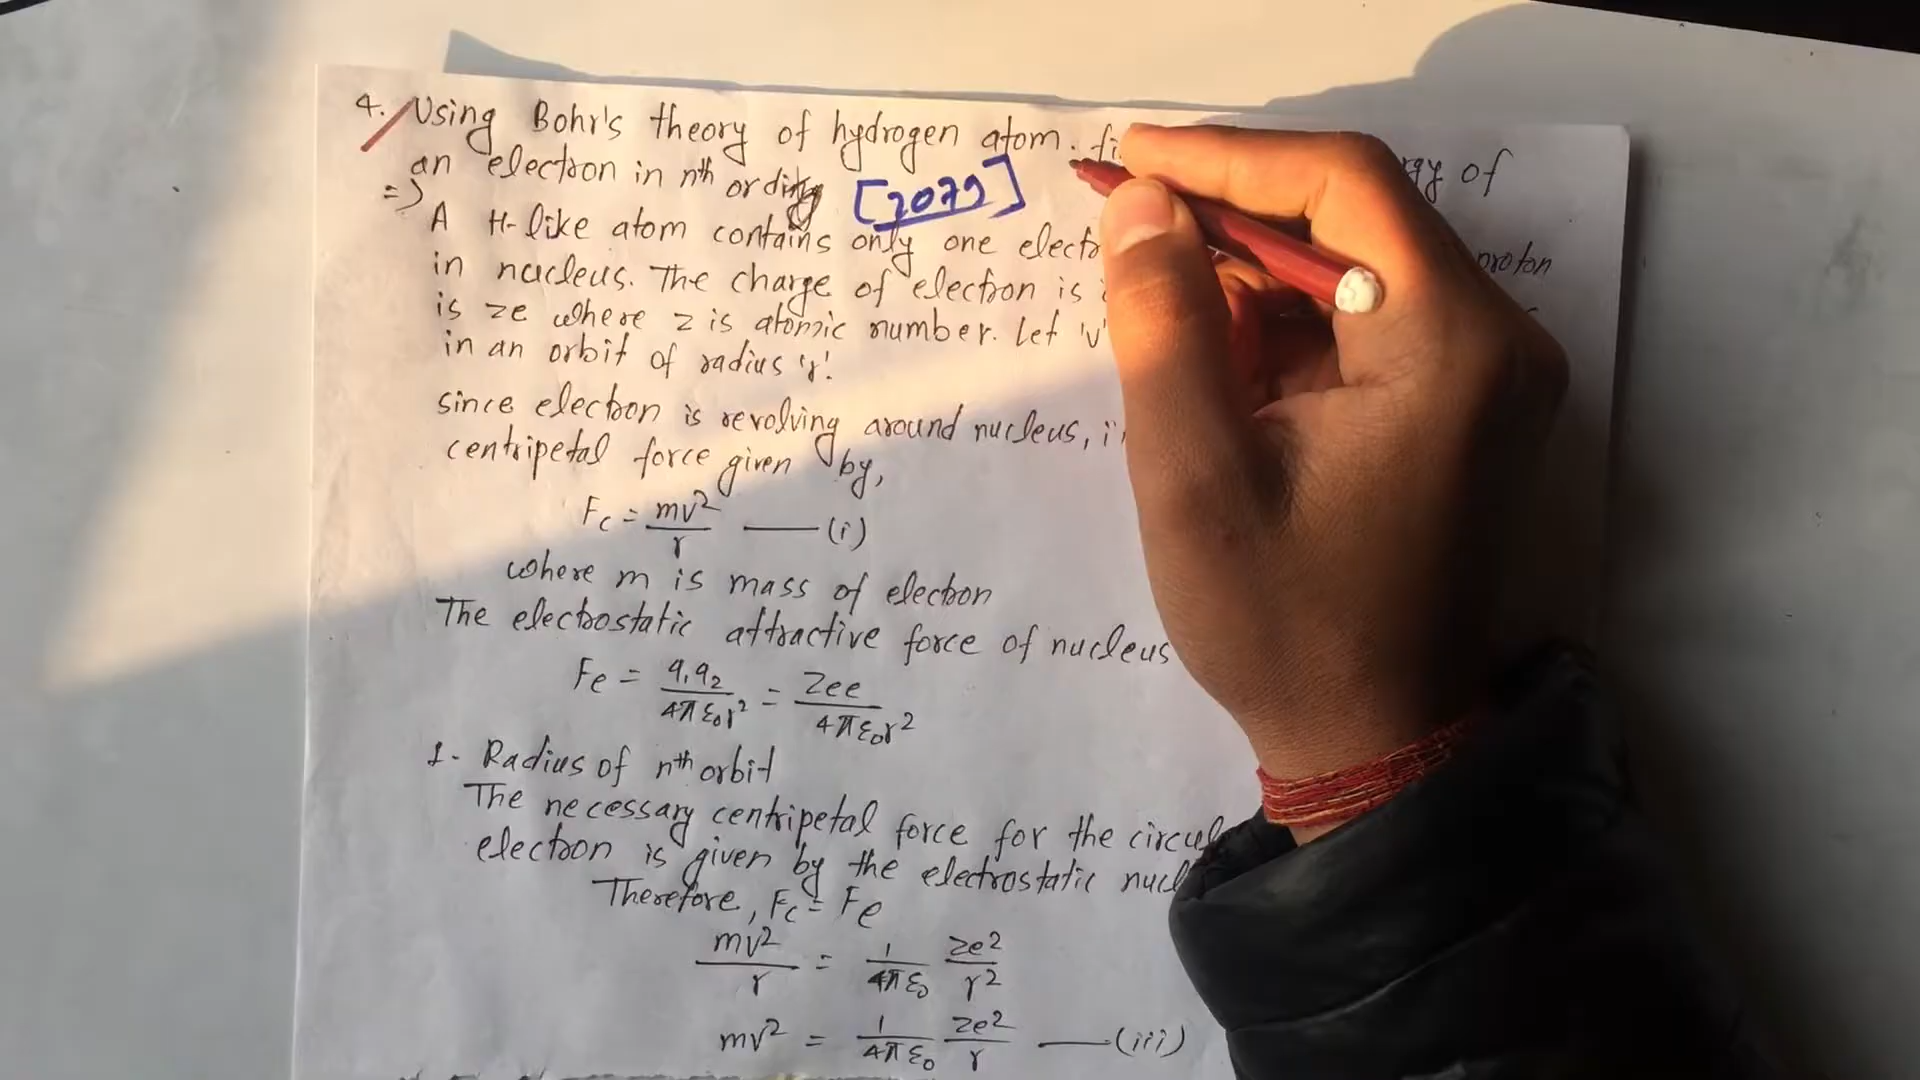 4. Using Bohr's theory of hydrogen atom. fi
rgy of
an electron in nth
[2079]
=>
A H-like atom contains only one electr
proton
in nucleus. The charge of electron is
is ze where z is atomic number. Let 'v'
in an orbit of radius 'r'.
since electron is revolving around nucleus, i
centripetal force given by,
Fc = mv²/r —— (i)
where m is mass of electron
The electrostatic attractive force of nucleus
Fe = q₁q₂/4πε₀r² = Zee/4πε₀r²
1. Radius of nth orbit
The necessary centripetal force for the circul
electron is given by the electrostatic nucl
Therefore, Fc = Fe
mv²/r = 1/4πε₀ ze²/r²
mv² = 1/4πε₀ ze²/r —— (iii)